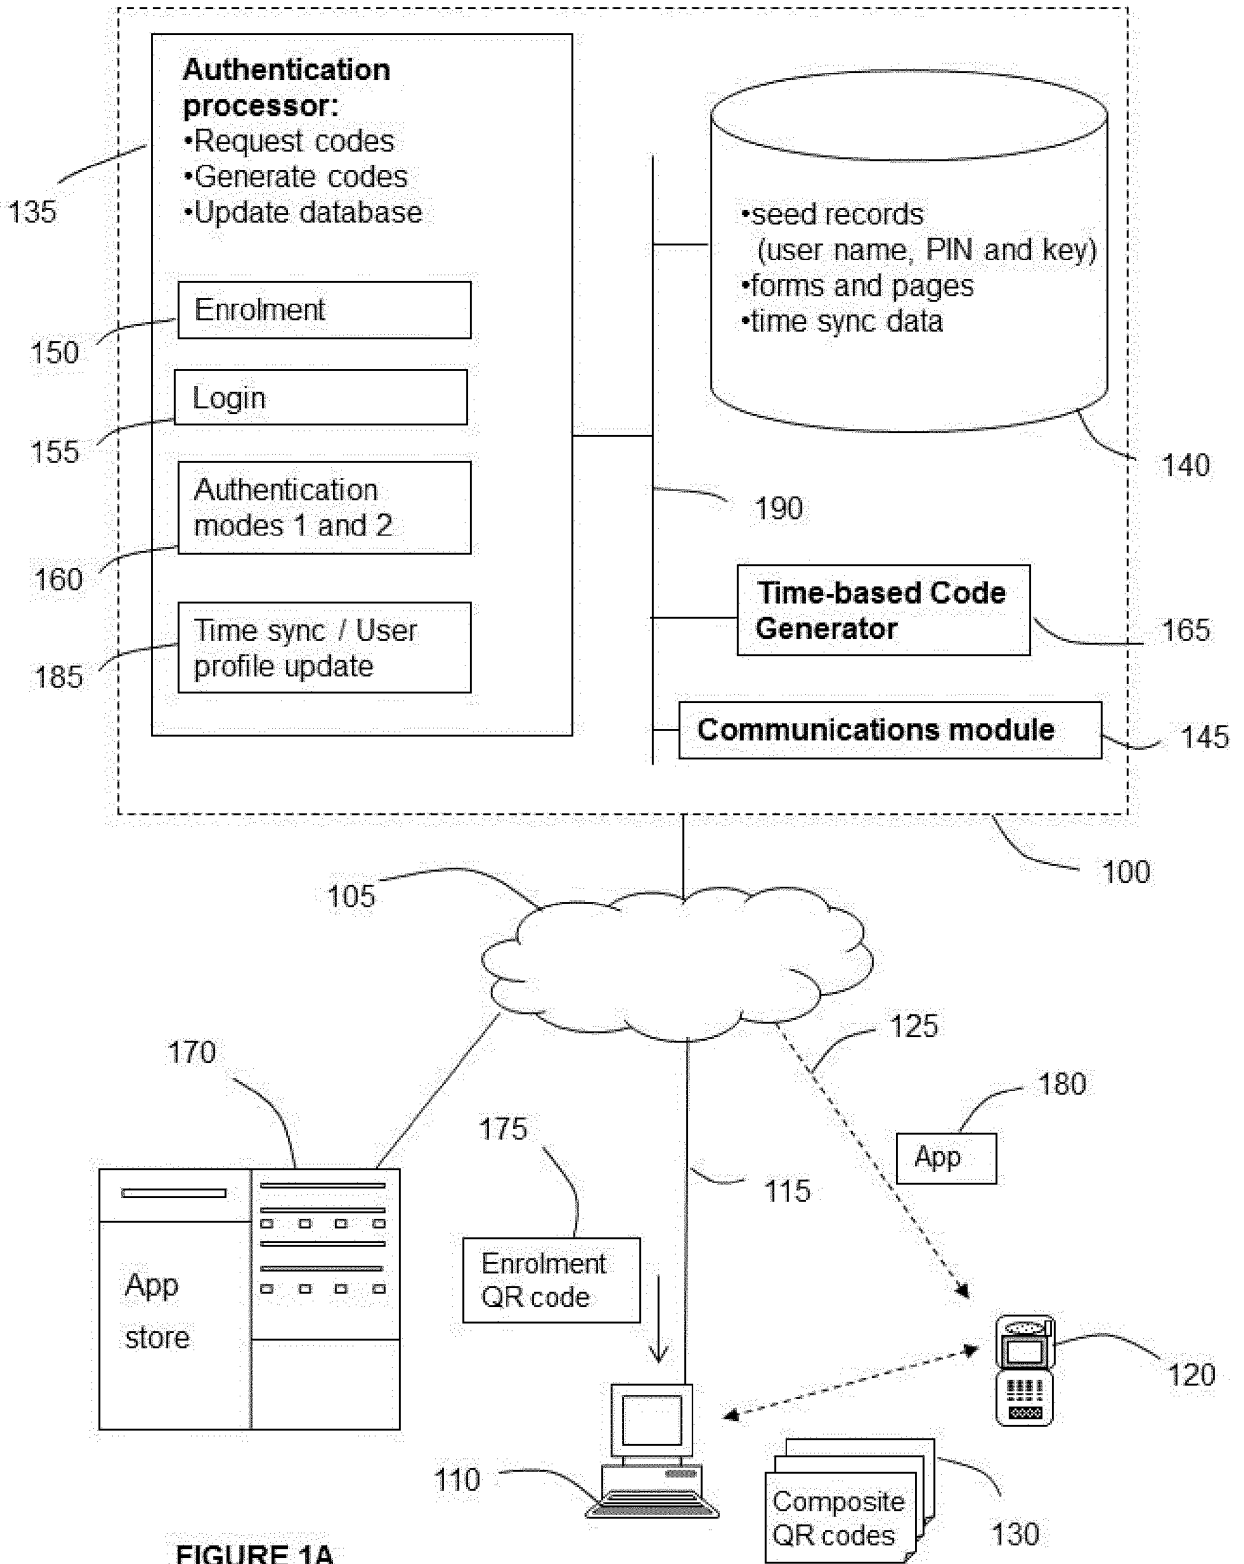 Authentication
processor:
•Request codes
•Generate codes
•Update database
135
Enrolment
150
Login
155
Authentication
modes 1 and 2
160
Time sync / User
profile update
185
•seed records
(user name, PIN and key)
•forms and pages
•time sync data
140
190
Time-based Code
Generator
165
Communications module
145
100
105
125
170
180
App
175
115
Enrolment
QR code
App
store
120
110
Composite
QR codes
130
FIGURE 1A